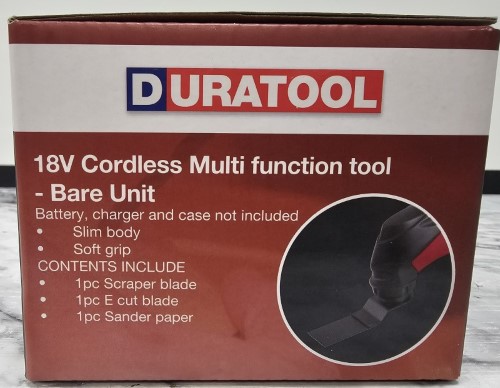 DURATOOL
18V Cordless Multi function tool
- Bare Unit
Battery, charger and case not included
• Slim body
• Soft grip
CONTENTS INCLUDE
• 1pc Scraper blade
• 1pc E cut blade
• 1pc Sander paper